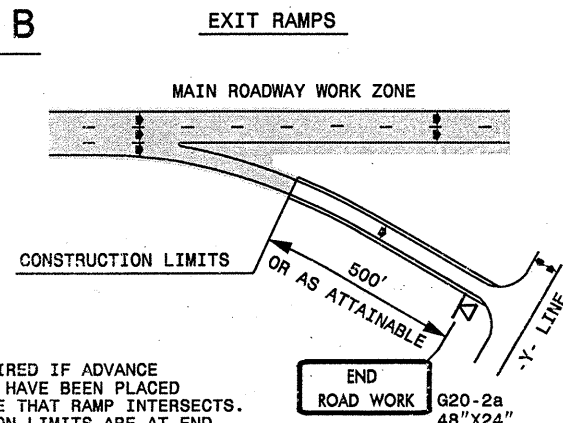 B
EXIT RAMPS
MAIN ROADWAY WORK ZONE
CONSTRUCTION LIMITS
500'
OR AS ATTAINABLE
-Y- LINE
IRED IF ADVANCE
HAVE BEEN PLACED
E THAT RAMP INTERSECTS.
ON LIMITS ARE AT END
END
ROAD WORK
G20-2a
48"X24"